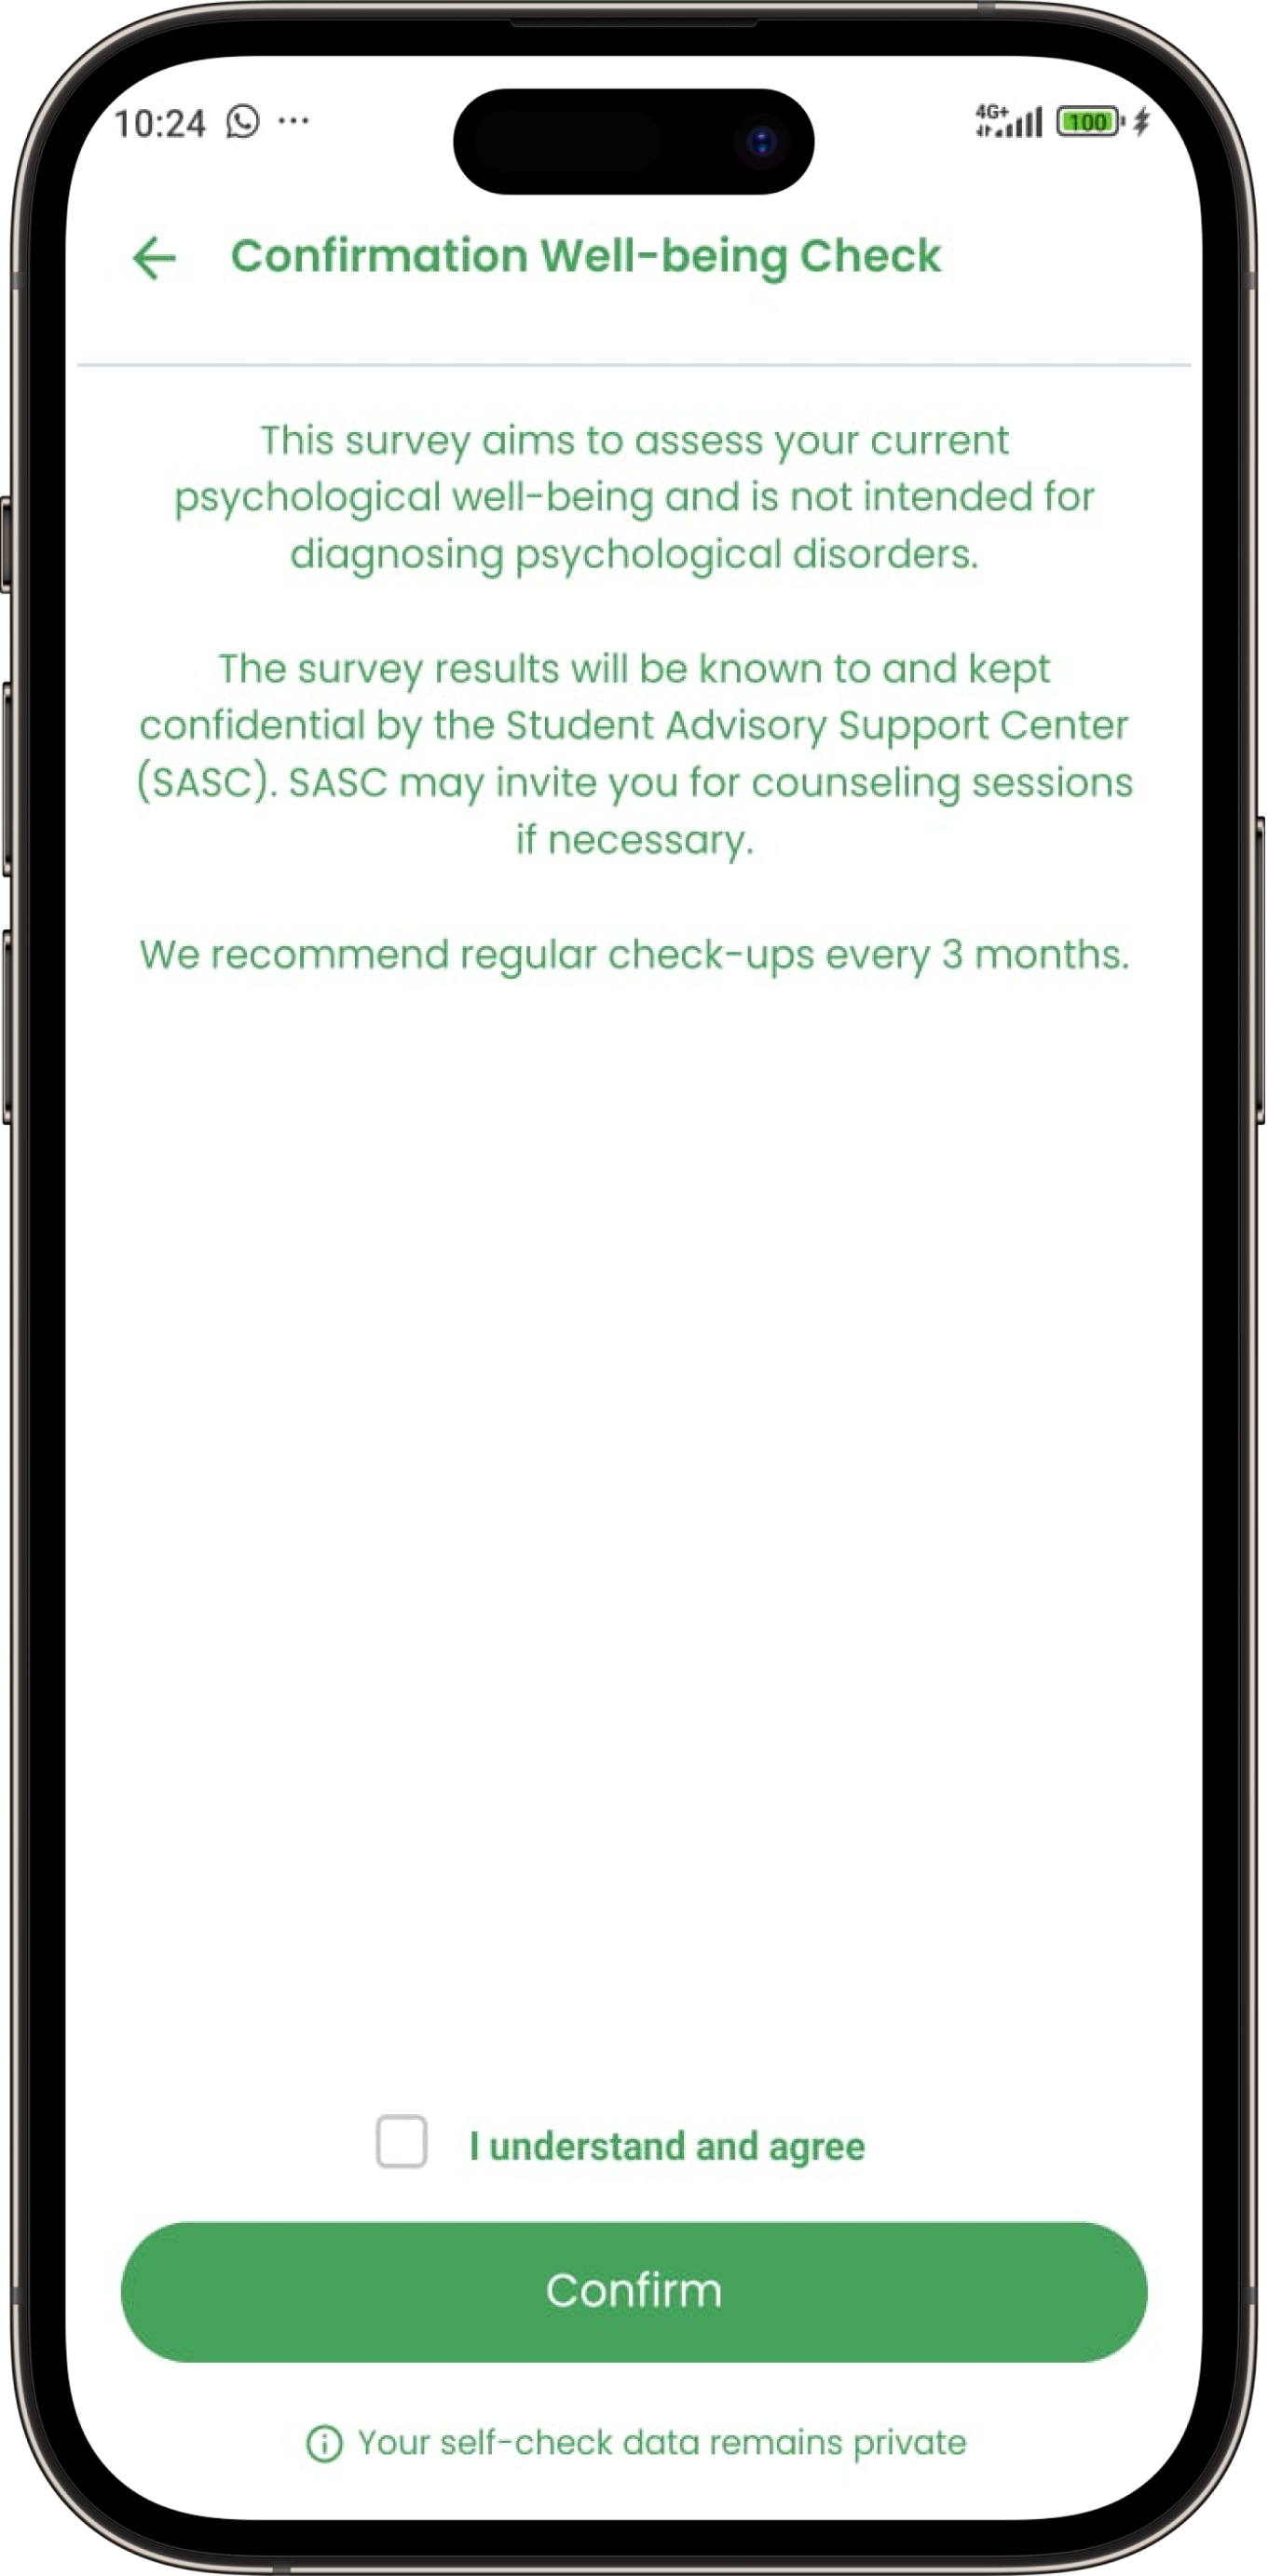 10:24 ...
4G+ 100
Confirmation Well-being Check
This survey aims to assess your current
psychological well-being and is not intended for
diagnosing psychological disorders.
The survey results will be known to and kept
confidential by the Student Advisory Support Center
(SASC). SASC may invite you for counseling sessions
if necessary.
We recommend regular check-ups every 3 months.
I understand and agree
Confirm
Your self-check data remains private